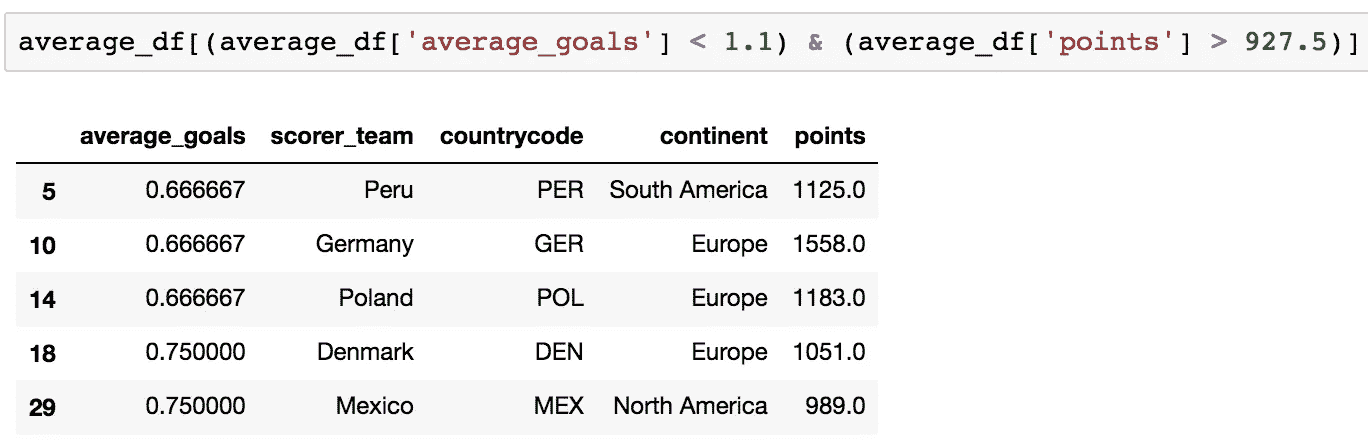 average_df[(average_df['average_goals'] < 1.1) & (average_df['points'] > 927.5)]
average_goals scorer_team countrycode continent points
5 0.666667 Peru PER South America 1125.0
10 0.666667 Germany GER Europe 1558.0
14 0.666667 Poland POL Europe 1183.0
18 0.750000 Denmark DEN Europe 1051.0
29 0.750000 Mexico MEX North America 989.0